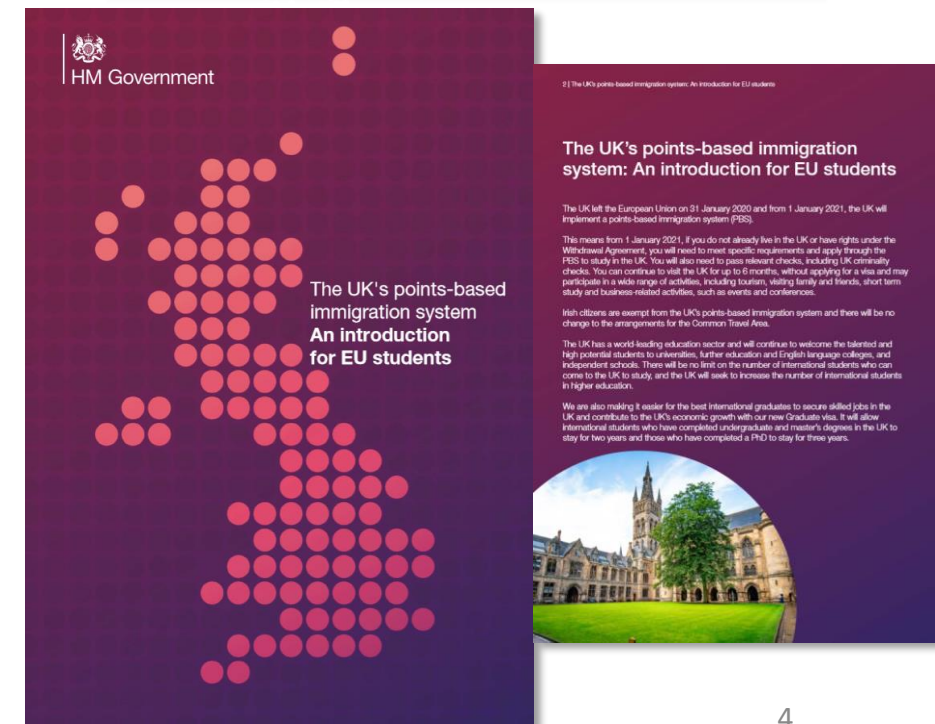 HM Government
The UK's points-based
immigration system
An introduction
for EU students
2 | The UK's points-based immigration system: An introduction for EU students
The UK's points-based immigration
system: An introduction for EU students
The UK left the European Union on 31 January 2020 and from 1 January 2021, the UK will
implement a points-based immigration system (PBS).
This means from 1 January 2021, if you do not already live in the UK or have rights under the
Withdrawal Agreement, you will need to meet specific requirements and apply through the
PBS to study in the UK. You will also need to pass relevant checks, including UK criminality
checks. You can continue to visit the UK for up to 6 months, without applying for a visa and may
participate in a wide range of activities, including tourism, visiting family and friends, short term
study and business-related activities, such as events and conferences.
Irish citizens are exempt from the UK's points-based immigration system and there will be no
change to the arrangements for the Common Travel Area.
The UK has a world-leading education sector and will continue to welcome the talented and
high potential students to universities, further education and English language colleges, and
independent schools. There will be no limit on the number of international students who can
come to the UK to study, and the UK will seek to increase the number of international students
in higher education.
We are also making it easier for the best international graduates to secure skilled jobs in the
UK and contribute to the UK's economic growth with our new Graduate visa. It will allow
international students who have completed undergraduate and master's degrees in the UK to
stay for two years and those who have completed a PhD to stay for three years.
4